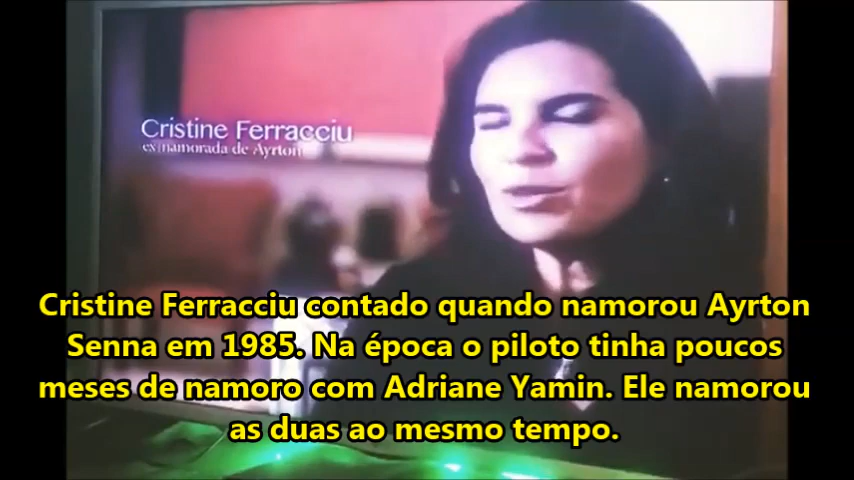 Cristine Ferracciu
ex namorada de Ayrton
Cristine Ferracciu contado quando namorou Ayrton
Senna em 1985. Na época o piloto tinha poucos
meses de namoro com Adriane Yamin. Ele namorou
as duas ao mesmo tempo.